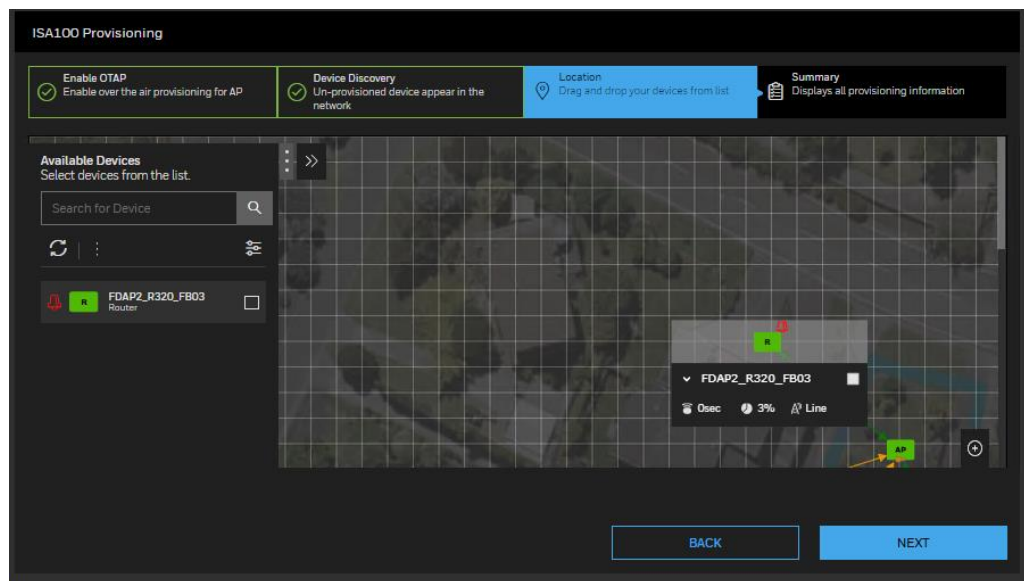 ISA100 Provisioning
Enable OTAP
Enable over the air provisioning for AP
Device Discovery
Un-provisioned device appear in the
network
Location
Drag and drop your devices from list
Summary
Displays all provisioning information
Available Devices
Select devices from the list.
Search for Device
R
FDAP2_R320_FB03
Router
R
FDAP2_R320_FB03
0sec
3%
Line
AP
BACK
NEXT